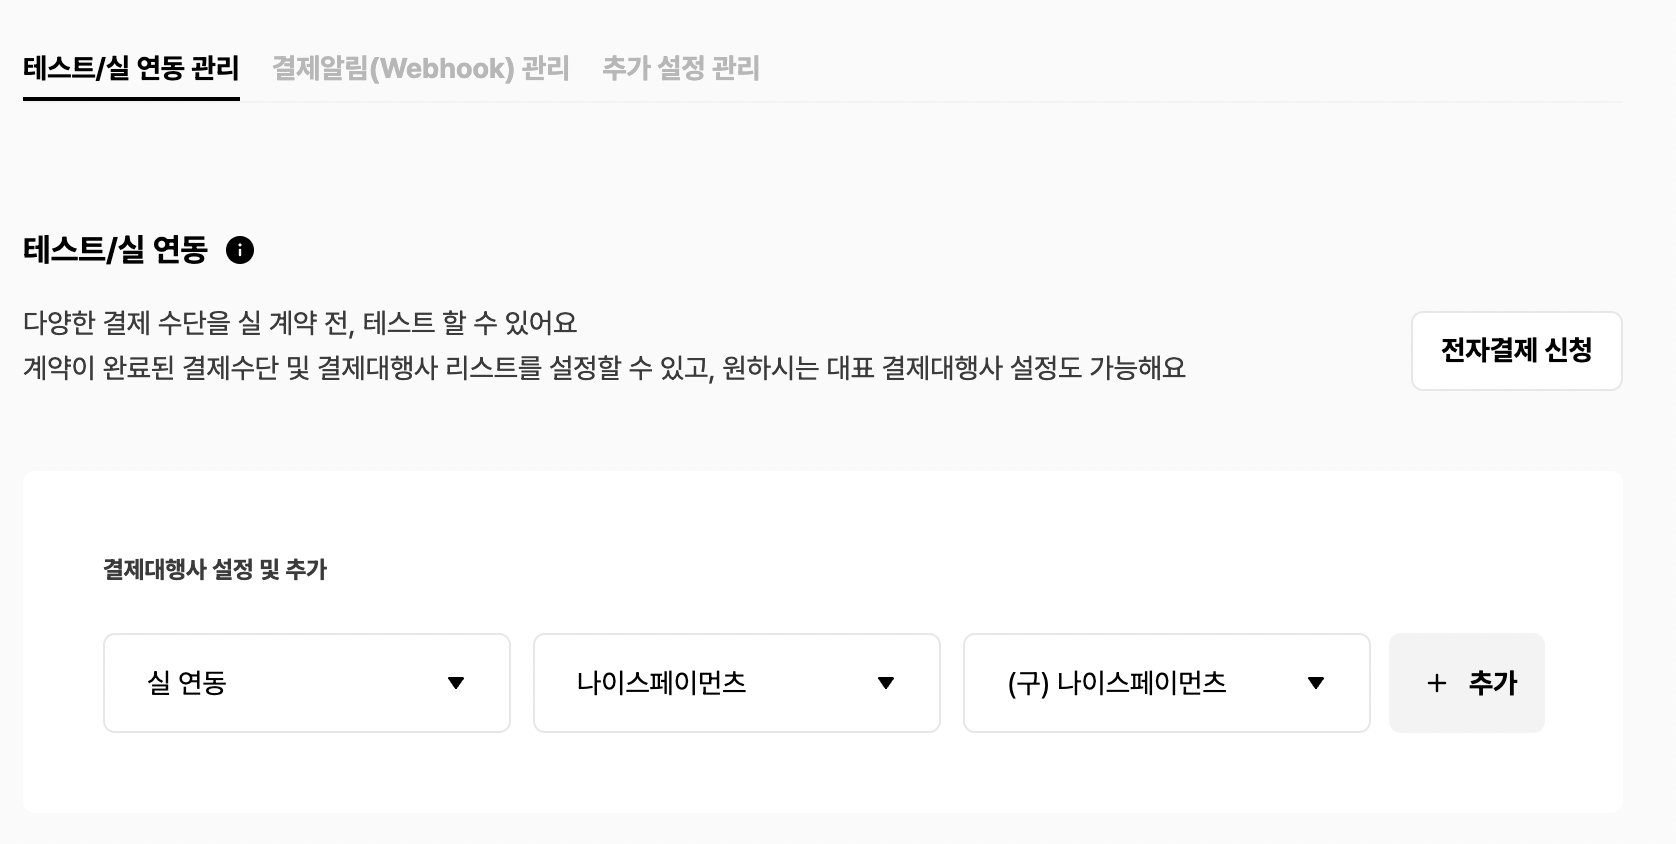 테스트/실 연동 관리 결제알림(Webhook) 관리 추가 설정 관리
테스트/실 연동
다양한 결제 수단을 실 계약 전, 테스트 할 수 있어요
계약이 완료된 결제수단 및 결제대행사 리스트를 설정할 수 있고, 원하시는 대표 결제대행사 설정도 가능해요
전자결제 신청
결제대행사 설정 및 추가
실 연동 나이스페이먼츠 (구) 나이스페이먼츠 + 추가